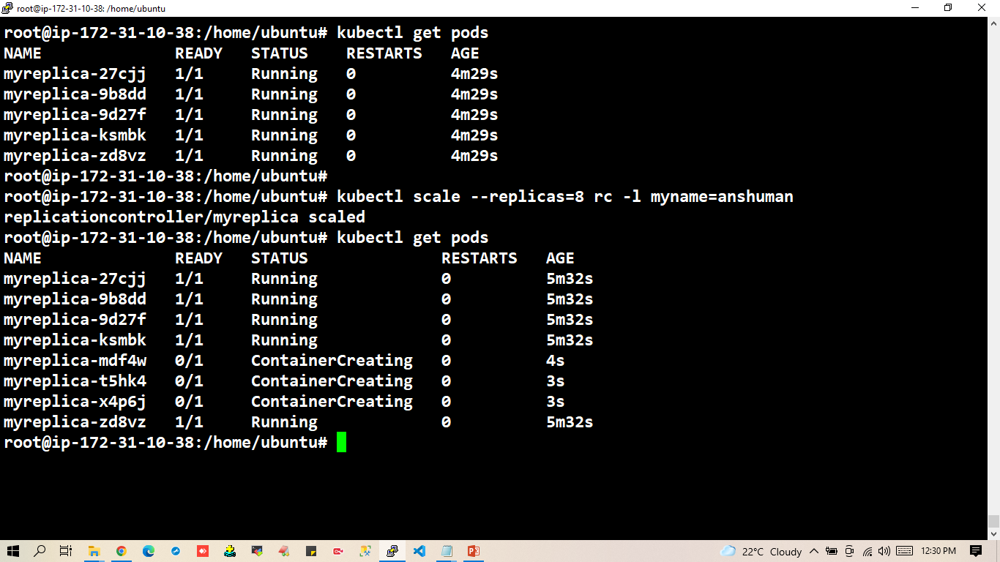 root@ip-172-31-10-38: /home/ubuntu
root@ip-172-31-10-38:/home/ubuntu# kubectl get pods
NAME              READY   STATUS    RESTARTS   AGE
myreplica-27cjj   1/1     Running   0          4m29s
myreplica-9b8dd   1/1     Running   0          4m29s
myreplica-9d27f   1/1     Running   0          4m29s
myreplica-ksmbk   1/1     Running   0          4m29s
myreplica-zd8vz   1/1     Running   0          4m29s
root@ip-172-31-10-38:/home/ubuntu#
root@ip-172-31-10-38:/home/ubuntu# kubectl scale --replicas=8 rc -l myname=anshuman
replicationcontroller/myreplica scaled
root@ip-172-31-10-38:/home/ubuntu# kubectl get pods
NAME              READY   STATUS              RESTARTS   AGE
myreplica-27cjj   1/1     Running             0          5m32s
myreplica-9b8dd   1/1     Running             0          5m32s
myreplica-9d27f   1/1     Running             0          5m32s
myreplica-ksmbk   1/1     Running             0          5m32s
myreplica-mdf4w   0/1     ContainerCreating   0          4s
myreplica-t5hk4   0/1     ContainerCreating   0          3s
myreplica-x4p6j   0/1     ContainerCreating   0          3s
myreplica-zd8vz   1/1     Running             0          5m32s
root@ip-172-31-10-38:/home/ubuntu#
22°C Cloudy 12:30 PM